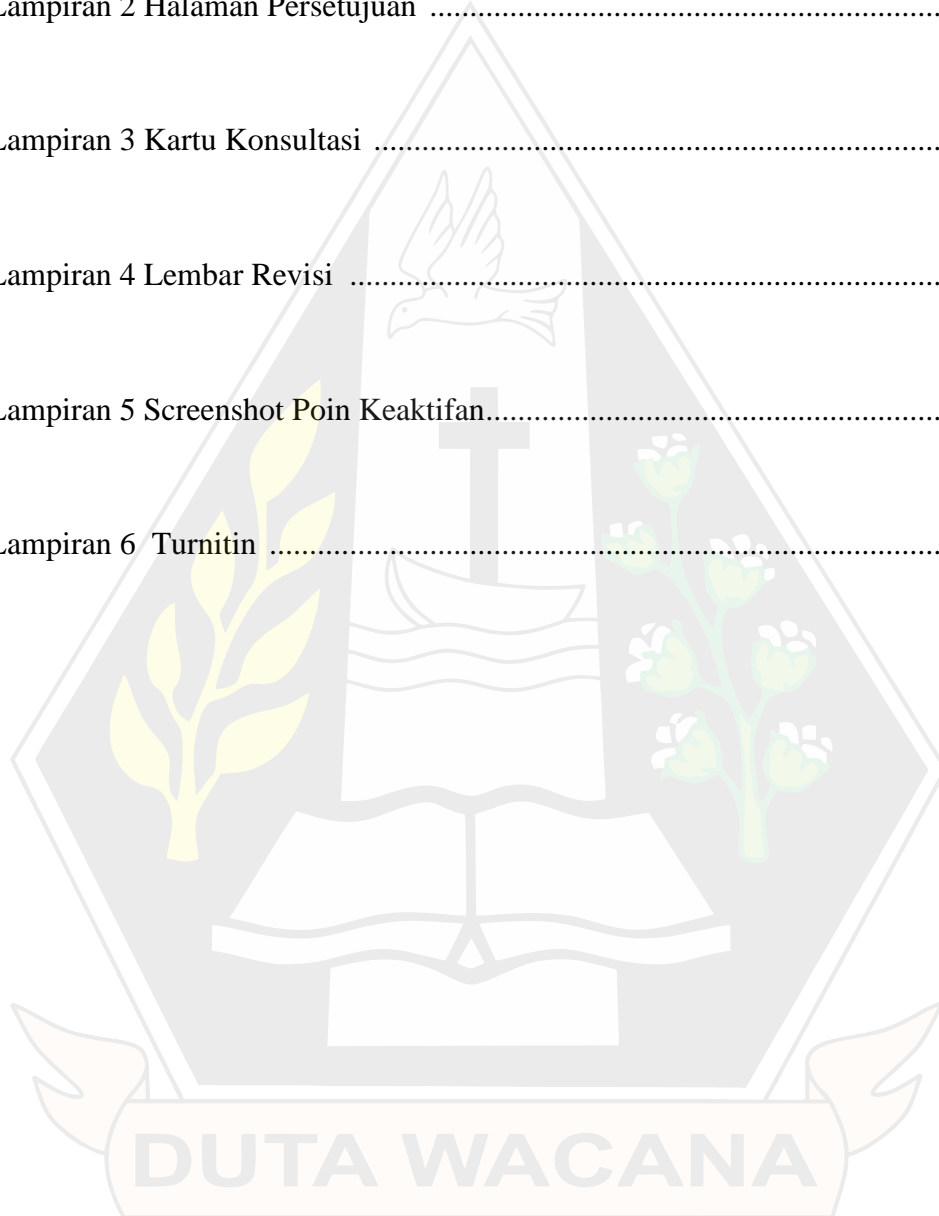 Lampiran 2 Halaman Persetujuan ................................................................
Lampiran 3 Kartu Konsultasi .......................................................................
Lampiran 4 Lembar Revisi ..........................................................................
Lampiran 5 Screenshot Poin Keaktifan.........................................................
Lampiran 6  Turnitin ....................................................................................
DUTA WACANA